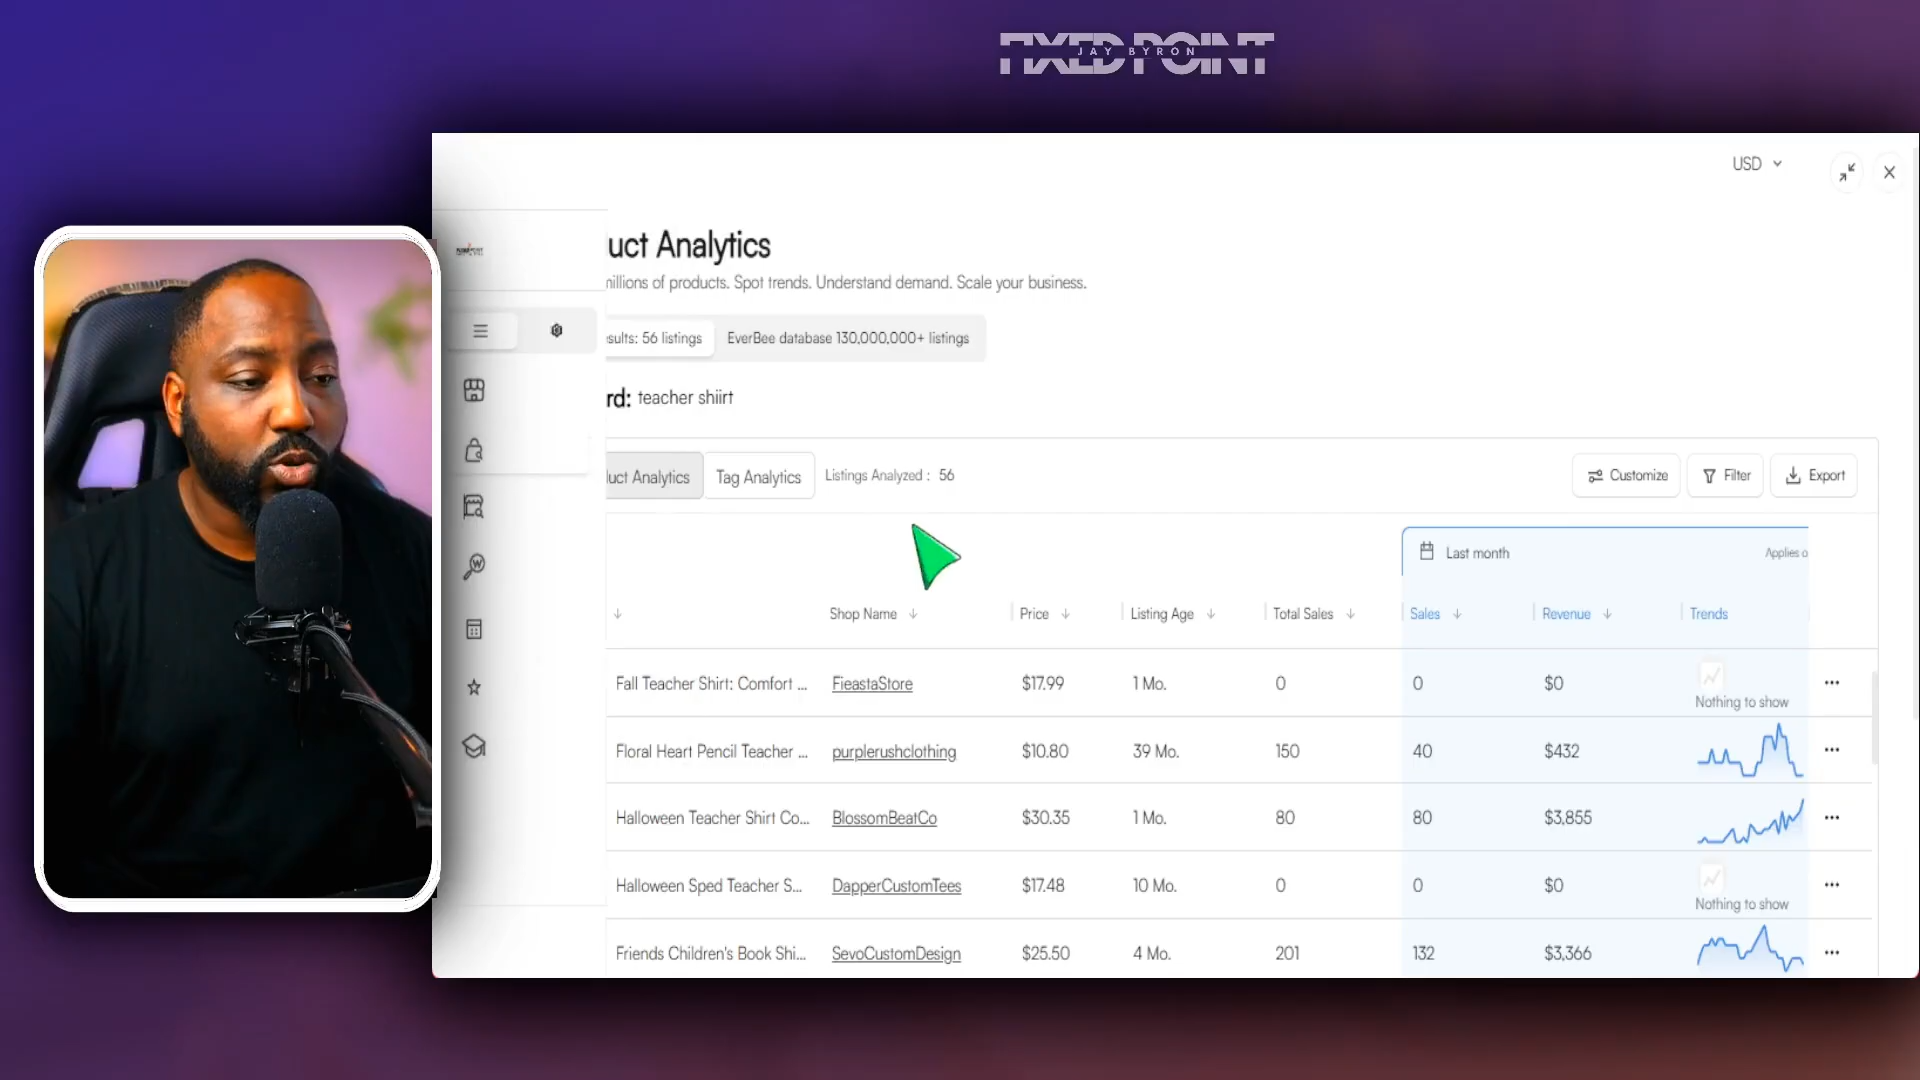 FIXED POINT
JAY BYRON
USD
uct Analytics
millions of products. Spot trends. Understand demand. Scale your business.
esults: 56 listings EverBee database 130,000,000+ listings
rd: teacher shiirt
uct Analytics Tag Analytics Listings Analyzed : 56 Customize Filter Export
Last month Applies o
Shop Name Price Listing Age Total Sales Sales Revenue Trends
Fall Teacher Shirt: Comfort ... FieastaStore $17.99 1 Mo. 0 0 $0 Nothing to show
Floral Heart Pencil Teacher ... purplerushclothing $10.80 39 Mo. 150 40 $432
Halloween Teacher Shirt Co... BlossomBeatCo $30.35 1 Mo. 80 80 $3,855
Halloween Sped Teacher S... DapperCustomTees $17.48 10 Mo. 0 0 $0 Nothing to show
Friends Children's Book Shi... SevoCustomDesign $25.50 4 Mo. 201 132 $3,366